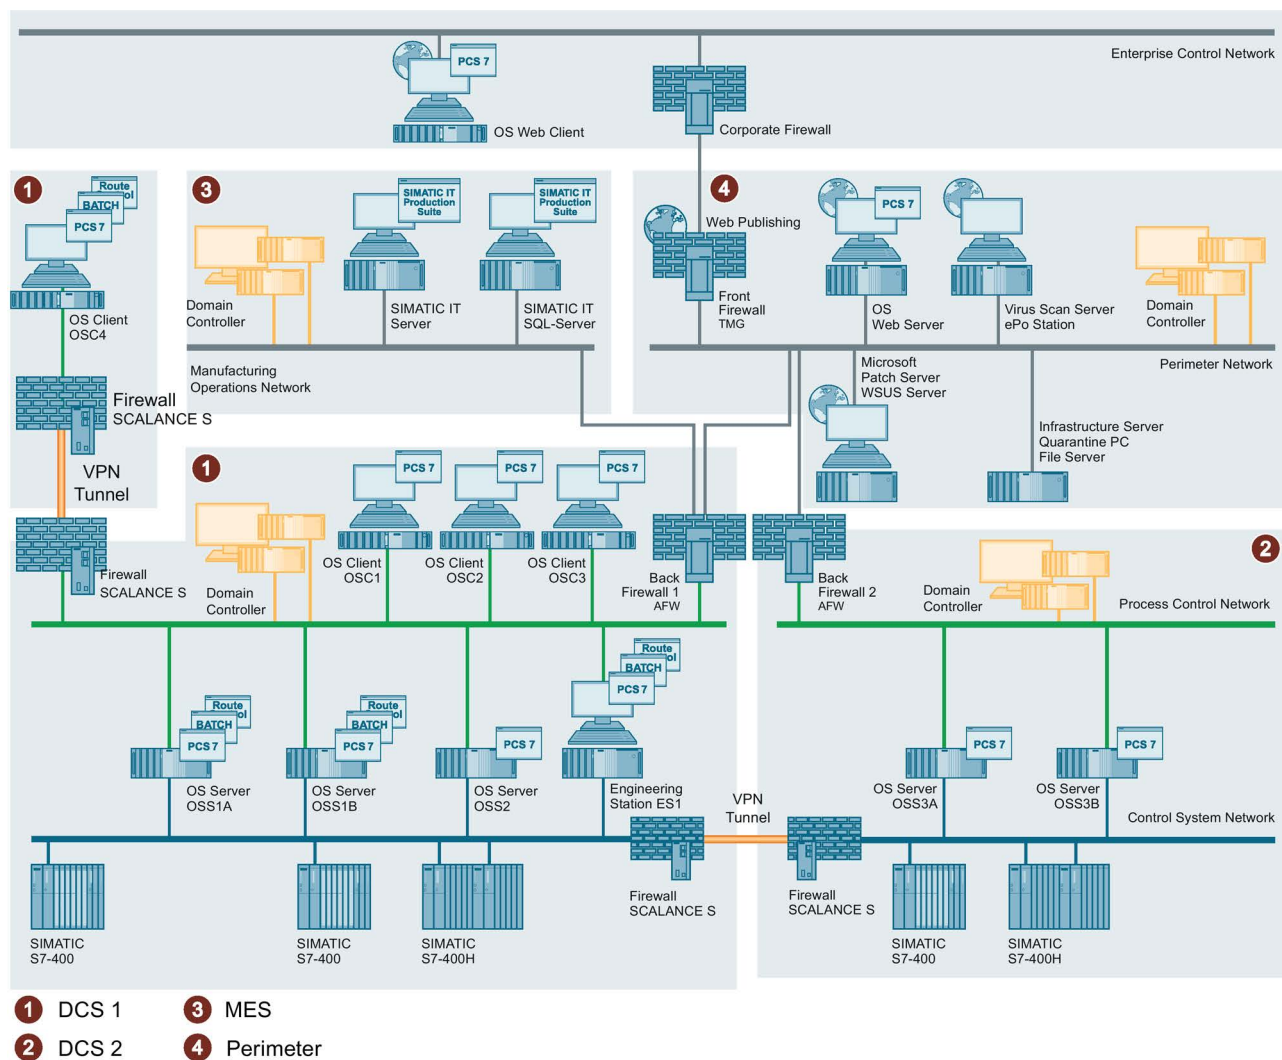 Enterprise Control Network
PCS 7
OS Web Client
Corporate Firewall
1
Route
BATCH
PCS 7
OS Client
OSC4
Firewall
SCALANCE S
VPN
Tunnel
Firewall
SCALANCE S
3
SIMATIC IT
Production
Suite
SIMATIC IT
Production
Suite
Domain
Controller
SIMATIC IT
Server
SIMATIC IT
SQL-Server
Manufacturing
Operations Network
4
Web Publishing
PCS 7
Front
Firewall
TMG
OS
Web Server
Virus Scan Server
ePo Station
Domain
Controller
Perimeter Network
Microsoft
Patch Server
WSUS Server
Infrastructure Server
Quarantine PC
File Server
1
PCS 7
PCS 7
PCS 7
Domain
Controller
OS Client
OSC1
OS Client
OSC2
OS Client
OSC3
Back
Firewall 1
AFW
Back
Firewall 2
AFW
2
Domain
Controller
Process Control Network
Route
BATCH
PCS 7
OS Server
OSS1A
Route
BATCH
PCS 7
OS Server
OSS1B
PCS 7
OS Server
OSS2
Route
BATCH
PCS 7
Engineering
Station ES1
VPN
Tunnel
PCS 7
OS Server
OSS3A
PCS 7
OS Server
OSS3B
Control System Network
SIMATIC
S7-400
SIMATIC
S7-400
SIMATIC
S7-400H
Firewall
SCALANCE S
Firewall
SCALANCE S
SIMATIC
S7-400
SIMATIC
S7-400H
1 DCS 1
3 MES
2 DCS 2
4 Perimeter